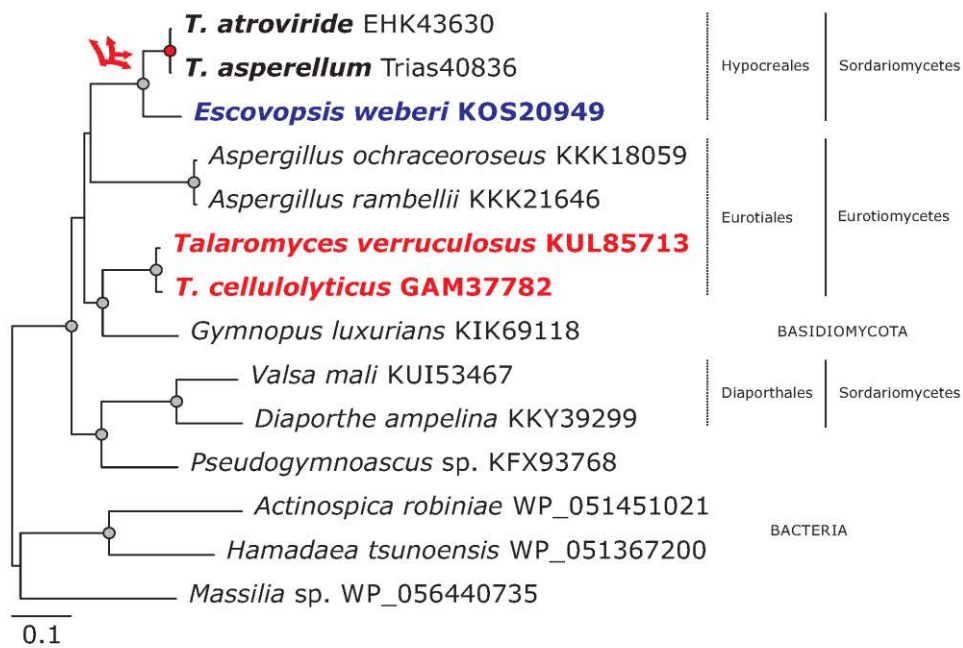 T. atroviride EHK43630
T. asperellum Trias40836
Hypocreales Sordariomycetes
Escovopsis weberi KOS20949
Aspergillus ochraceoroseus KKK18059
Aspergillus rambellii KKK21646
Eurotiales Eurotiomycetes
Talaromyces verruculosus KUL85713
T. cellulolyticus GAM37782
Gymnopus luxurians KIK69118 BASIDIOMYCOTA
Valsa mali KUI53467
Diaporthales Sordariomycetes
Diaporthe ampelina KKY39299
Pseudogymnoascus sp. KFX93768
Actinospica robiniae WP_051451021
BACTERIA
Hamadaea tsunoensis WP_051367200
Massilia sp. WP_056440735
0.1